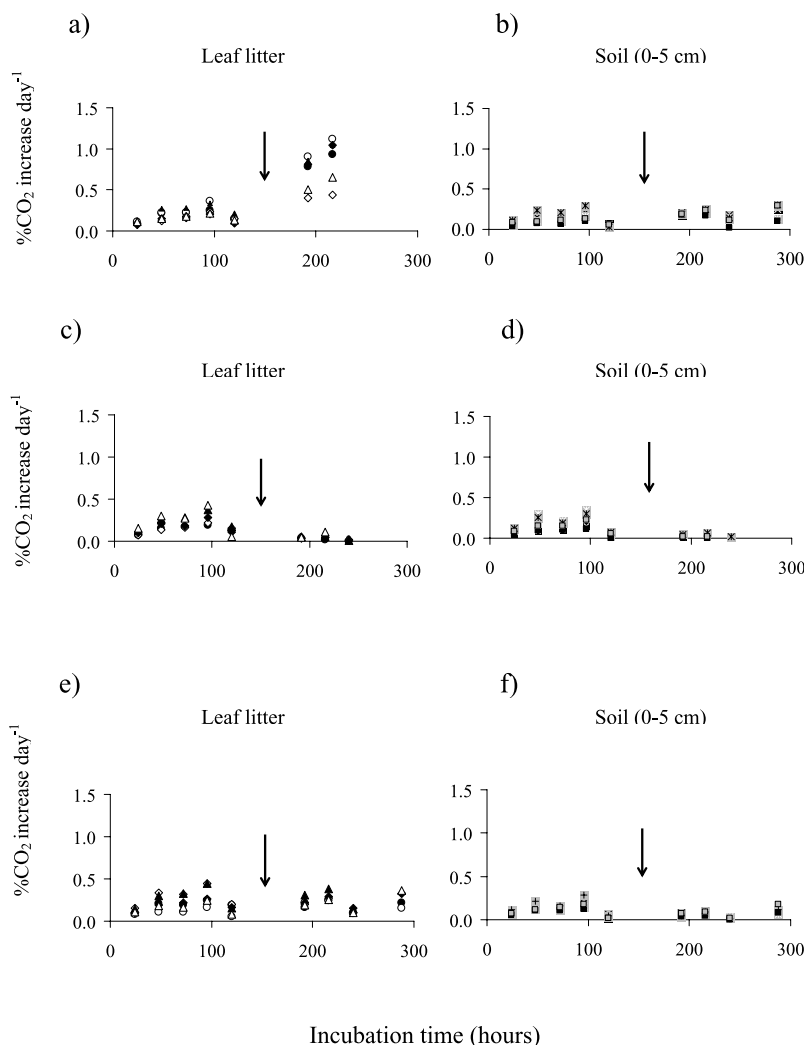 a)
Leaf litter
b)
Soil (0-5 cm)
%CO2 increase day-1
1.5
1.0
0.5
0.0
0 100 200 300
1.5
1.0
0.5
0.0
0 100 200 300
c)
Leaf litter
d)
Soil (0-5 cm)
%CO2 increase day-1
1.5
1.0
0.5
0.0
0 100 200 300
1.5
1.0
0.5
0.0
0 100 200 300
e)
Leaf litter
f)
Soil (0-5 cm)
%CO2 increase day-1
1.5
1.0
0.5
0.0
0 100 200 300
1.5
1.0
0.5
0.0
0 100 200 300
Incubation time (hours)